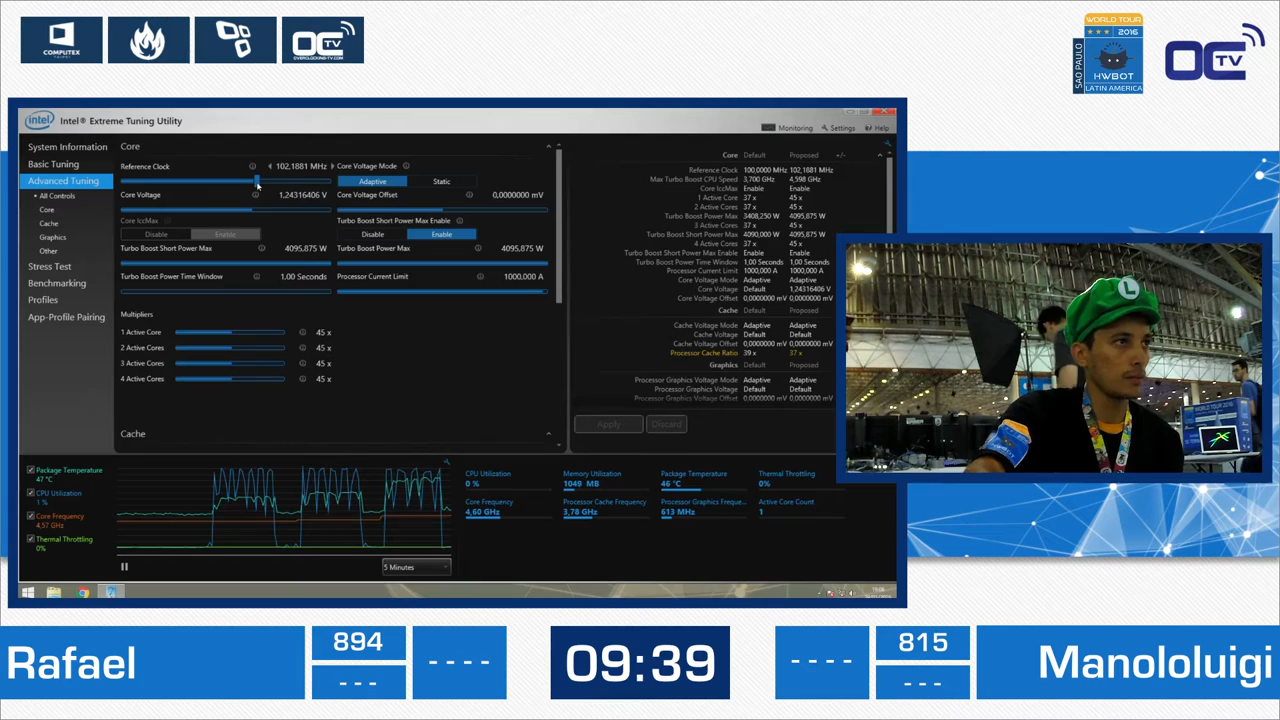 COMPUTEX
OC TV
OVERCLOCKING-TV.COM
SAO PAULO
WORLD TOUR
2016
HWBOT
LATIN AMERICA
OC TV
intel Intel® Extreme Tuning Utility
Monitoring Settings Help
System Information
Basic Tuning
Advanced Tuning
All Controls
Core
Cache
Graphics
Other
Stress Test
Benchmarking
Profiles
App-Profile Pairing
Core
Reference Clock 102,1881 MHz Core Voltage Mode
Adaptive Static
Core Voltage 1,24316406 V Core Voltage Offset 0,0000000 mV
Core IccMax Turbo Boost Short Power Max Enable
Disable Enable Disable Enable
Turbo Boost Short Power Max 4095,875 W Turbo Boost Power Max 4095,875 W
Turbo Boost Power Time Window 1,00 Seconds Processor Current Limit 1000,000 A
Multipliers
1 Active Core 45 x
2 Active Cores 45 x
3 Active Cores 45 x
4 Active Cores 45 x
Cache
Core Default Proposed +/-
Reference Clock 100,0000 MHz 102,1881 MHz
Max Turbo Boost CPU Speed 3,700 GHz 4,598 GHz
Core IccMax Enable Enable
1 Active Core 37 x 45 x
2 Active Cores 37 x 45 x
Turbo Boost Power Max 3408,250 W 4095,875 W
3 Active Cores 37 x 45 x
Turbo Boost Short Power Max 4090,000 W 4095,875 W
4 Active Cores 37 x 45 x
Turbo Boost Short Power Max Enable Enable Enable
Turbo Boost Power Time Window 1,00 Seconds 1,00 Seconds
Processor Current Limit 1000,000 A 1000,000 A
Core Voltage Mode Adaptive Adaptive
Core Voltage Default 1,24316406 V
Core Voltage Offset 0,0000000 mV 0,0000000 mV
Cache Default Proposed
Cache Voltage Mode Adaptive Adaptive
Cache Voltage Default Default
Cache Voltage Offset 0,0000000 mV 0,0000000 mV
Processor Cache Ratio 39 x 37 x
Graphics Default Proposed
Processor Graphics Voltage Mode Adaptive Adaptive
Processor Graphics Voltage Default Default
Processor Graphics Voltage Offset 0,0000000 mV 0,0000000 mV
Apply Discard
Package Temperature
47 °C
CPU Utilization
1 %
Core Frequency
4,57 GHz
Thermal Throttling
0%
5 Minutes
CPU Utilization Memory Utilization Package Temperature Thermal Throttling
0 % 1049 MB 46 °C 0%
Core Frequency Processor Cache Frequency Processor Graphics Freque... Active Core Count
4,60 GHz 3,78 GHz 613 MHz 1
L
WORLD TOUR 2016
Rafael
894
----
---
09:39
----
815
---
Manololuigi